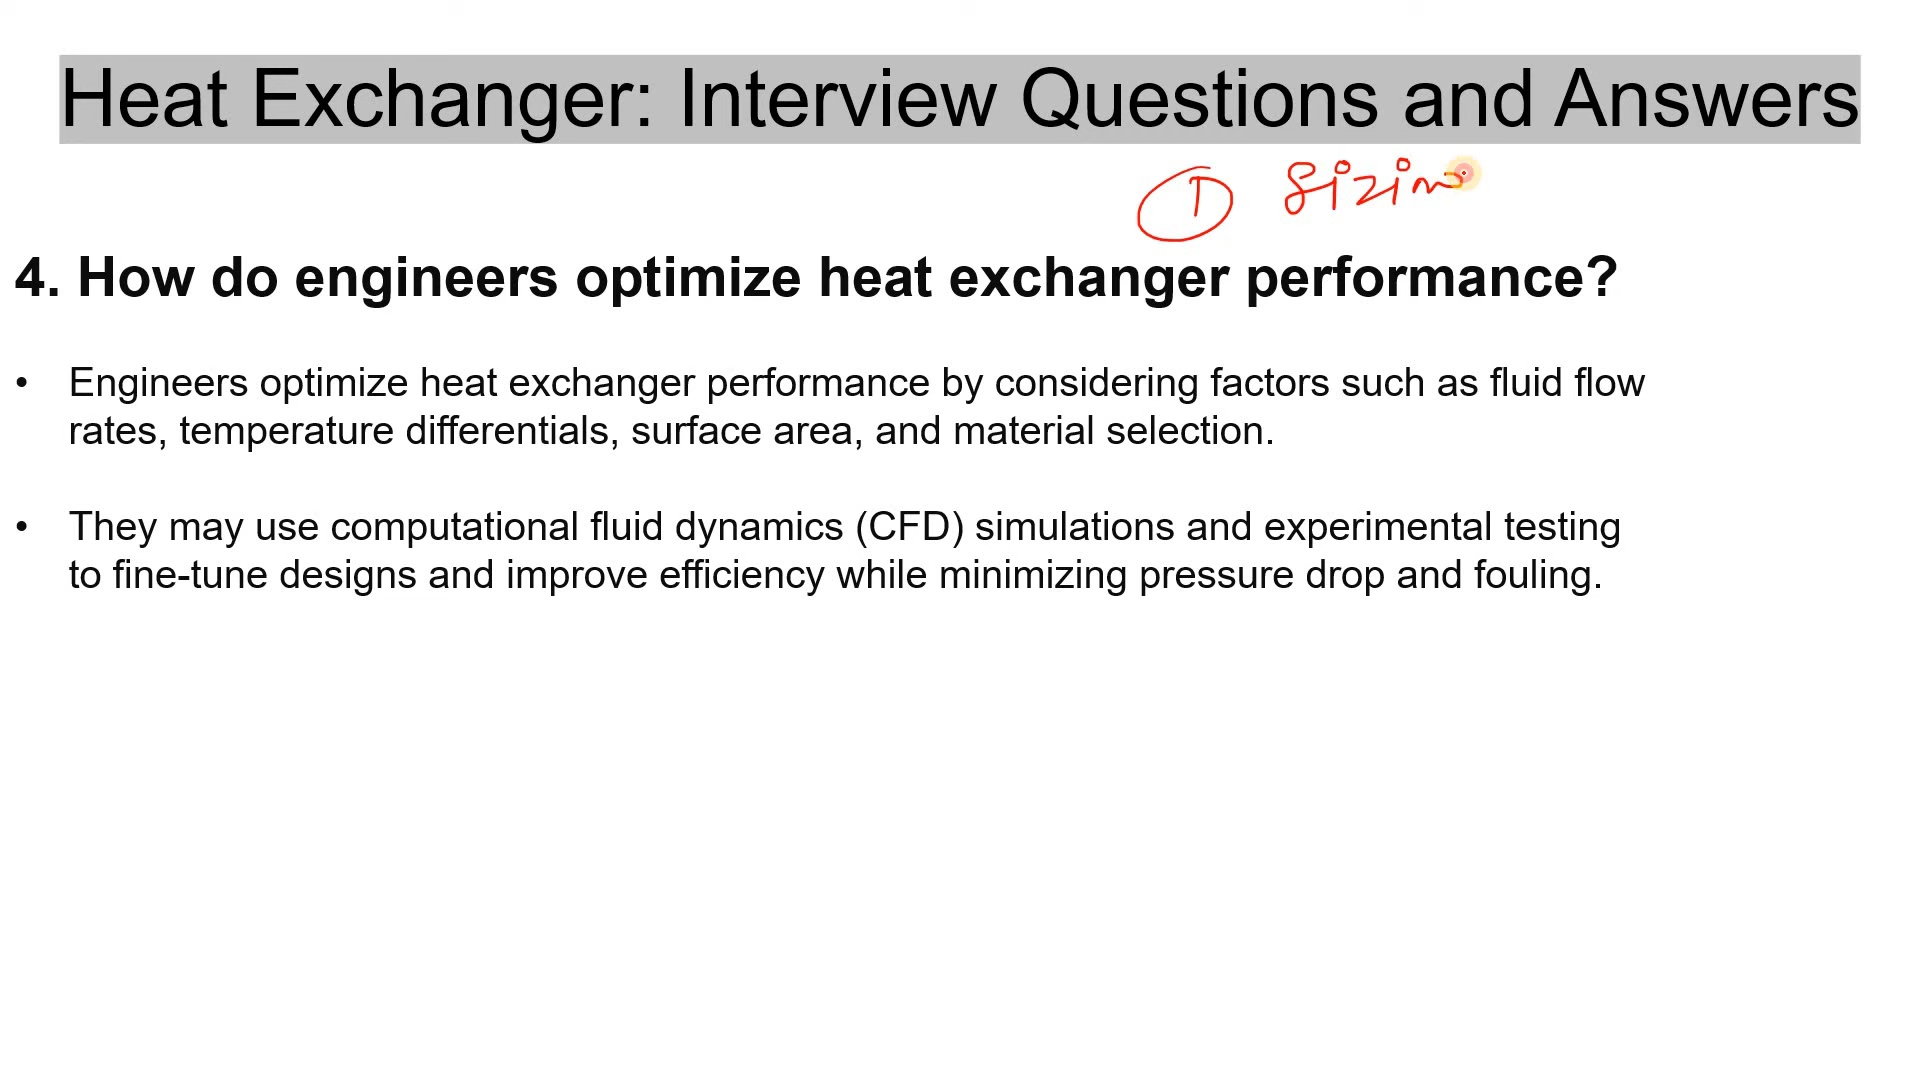 Heat Exchanger: Interview Questions and Answers
① Sizin
4. How do engineers optimize heat exchanger performance?
• Engineers optimize heat exchanger performance by considering factors such as fluid flow
rates, temperature differentials, surface area, and material selection.
• They may use computational fluid dynamics (CFD) simulations and experimental testing
to fine-tune designs and improve efficiency while minimizing pressure drop and fouling.